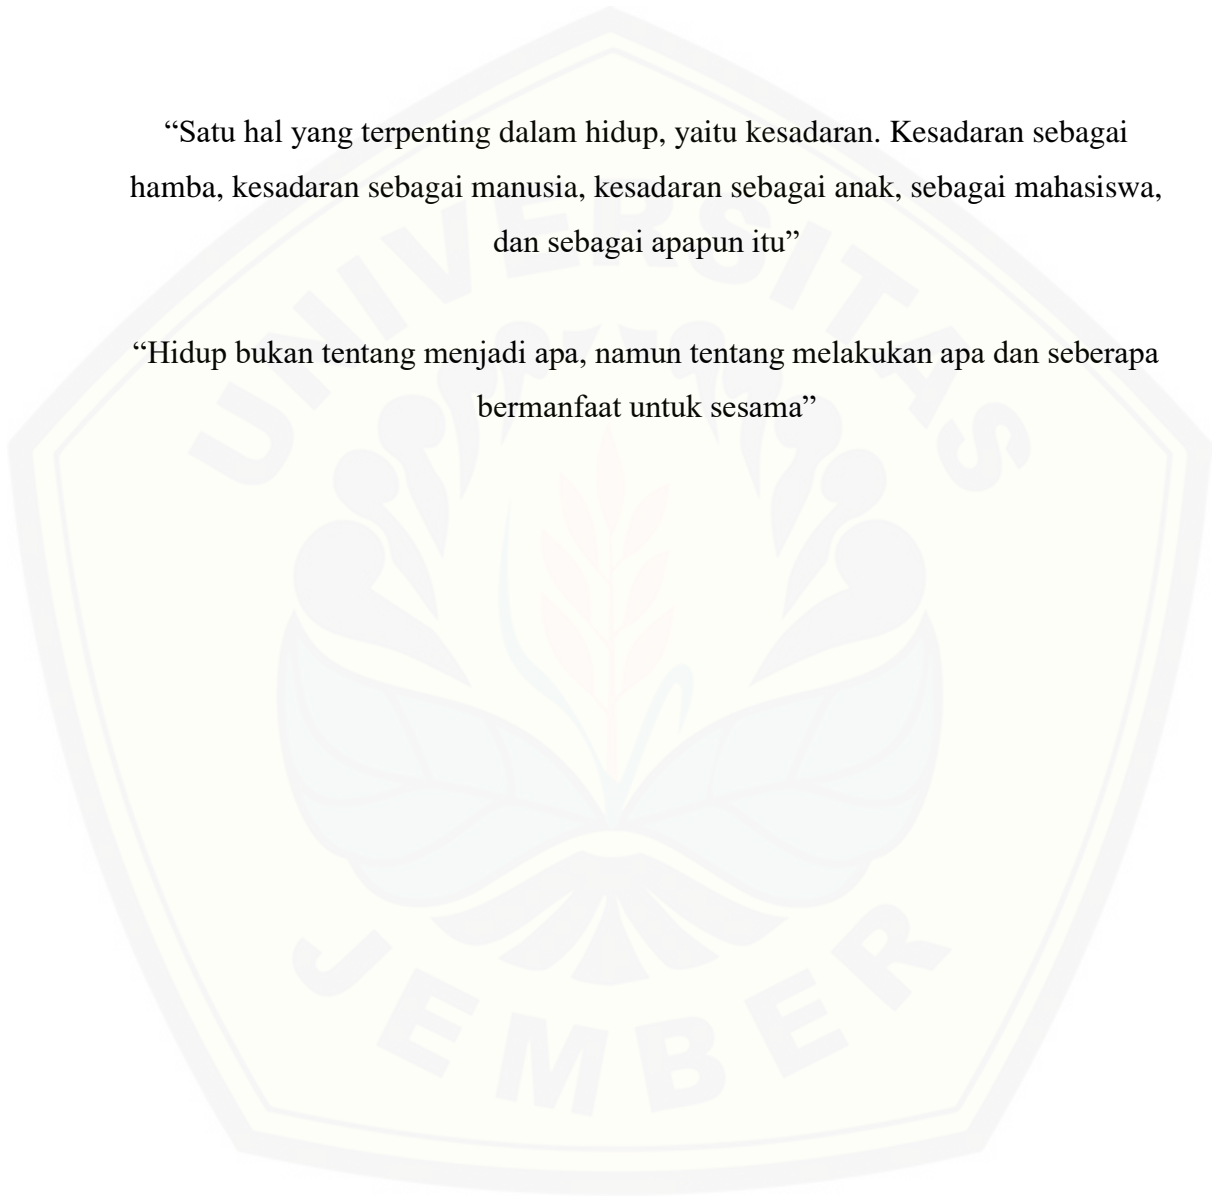 “Satu hal yang terpenting dalam hidup, yaitu kesadaran. Kesadaran sebagai
hamba, kesadaran sebagai manusia, kesadaran sebagai anak, sebagai mahasiswa,
dan sebagai apapun itu”
“Hidup bukan tentang menjadi apa, namun tentang melakukan apa dan seberapa
bermanfaat untuk sesama”
UNIVERSITAS
JEMBER